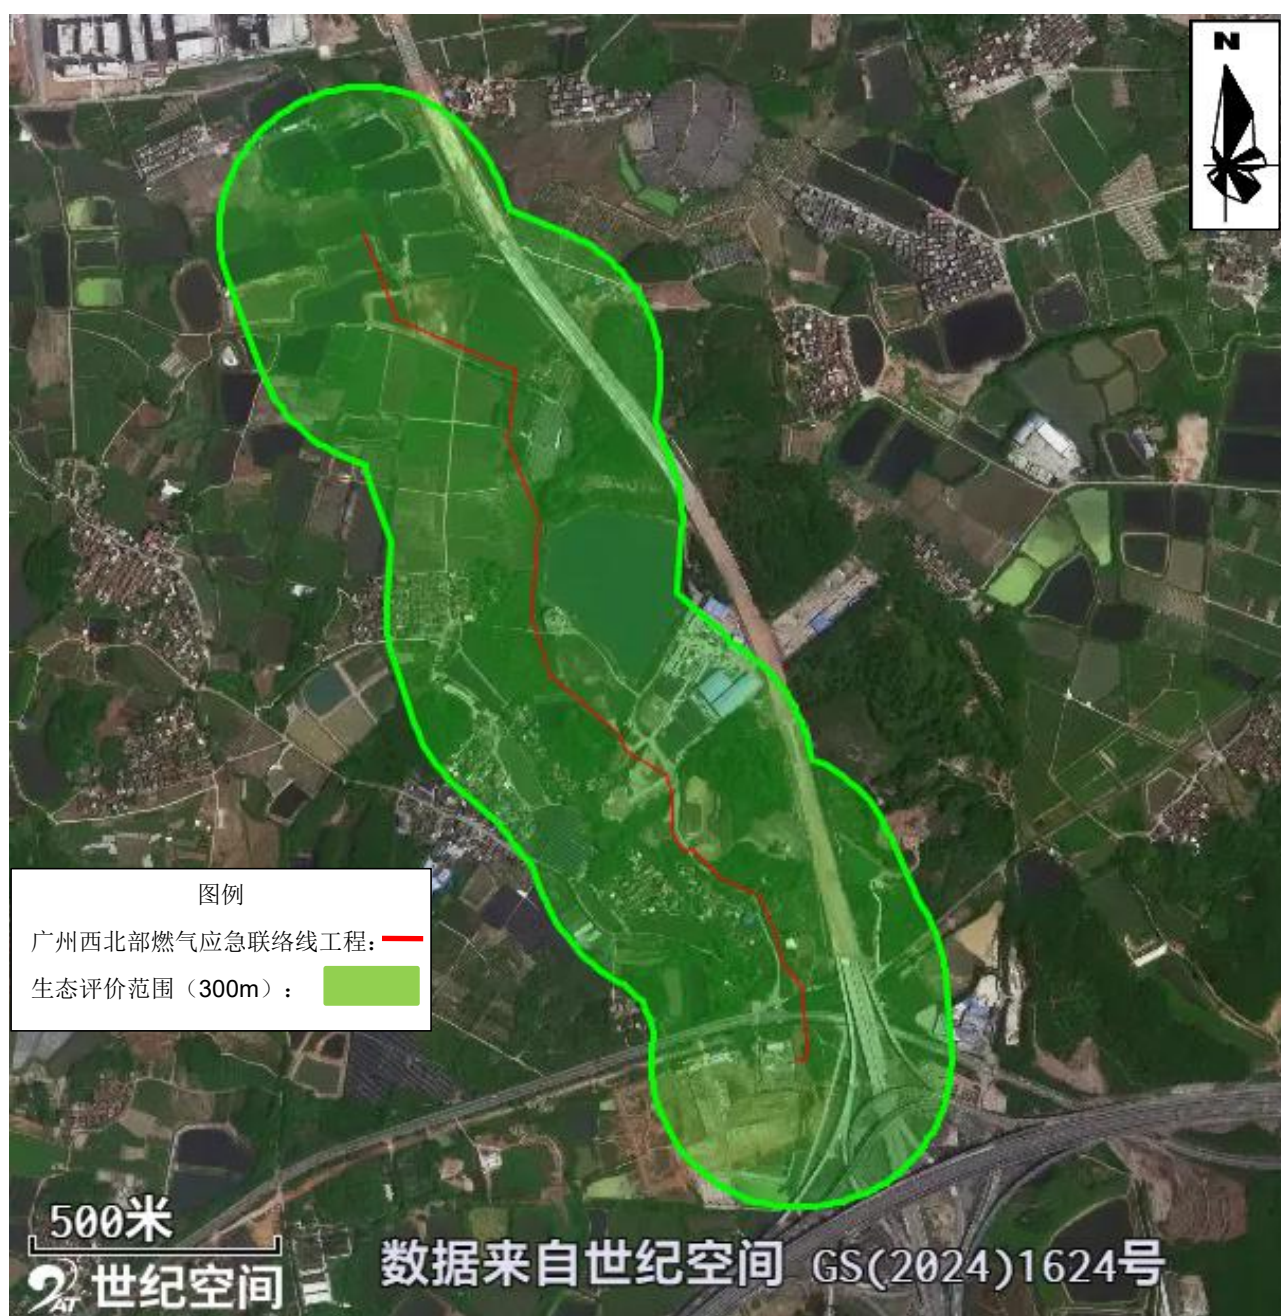 N
图例
广州西北部燃气应急联络线工程：
生态评价范围（300m）：
500米
21AT 世纪空间
数据来自世纪空间 GS(2024)1624号